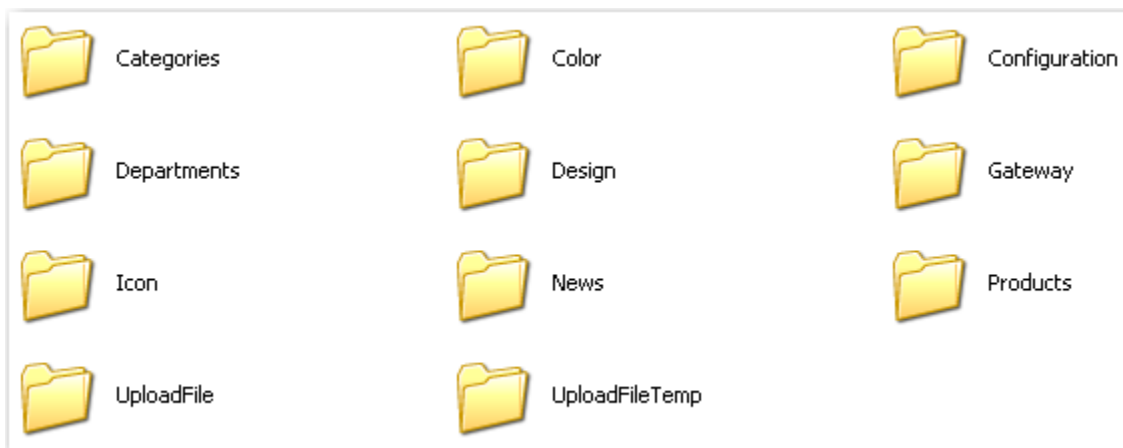 Categories
Color
Configuration
Departments
Design
Gateway
Icon
News
Products
UploadFile
UploadFileTemp